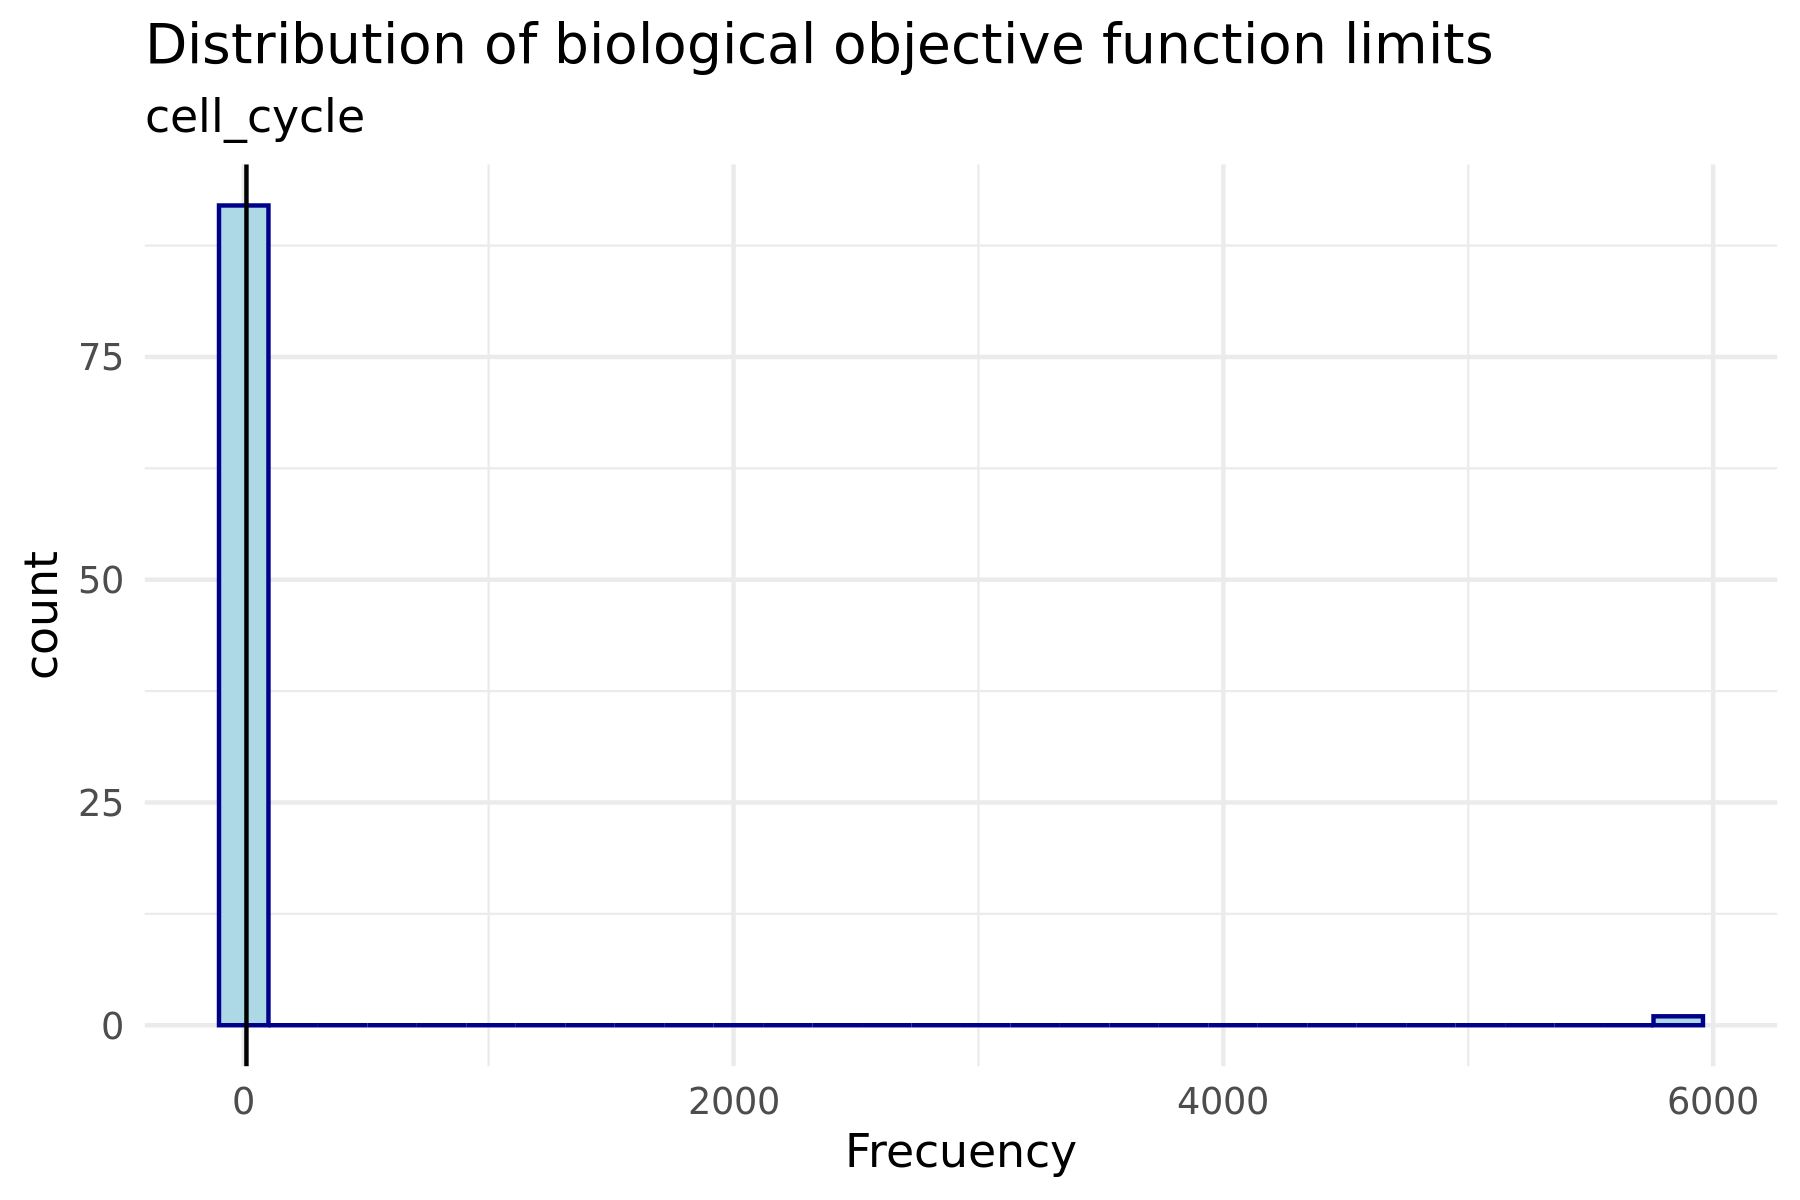 Distribution of biological objective function limits
cell_cycle
count
75
50
25
0
0 2000 4000 6000
Frecuency